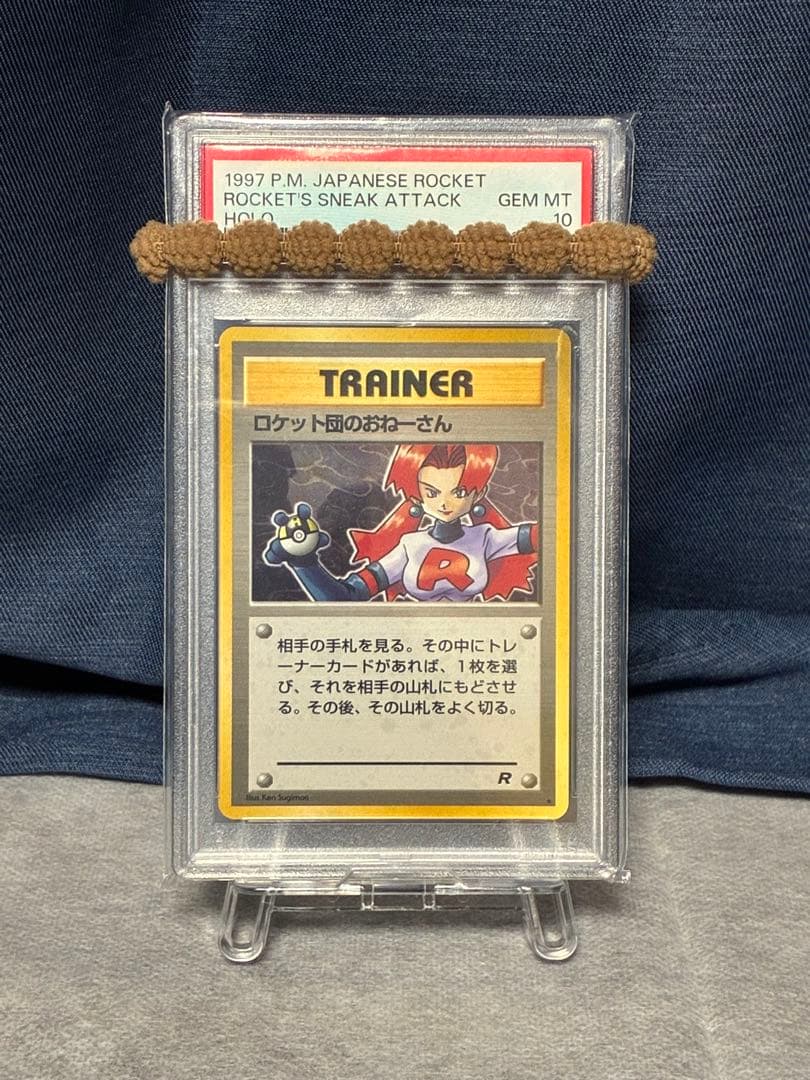 1997 P.M. JAPANESE ROCKET
ROCKET'S SNEAK ATTACK GEM MT
HOLO 10
TRAINER
ロケット団のおねーさん
R
相手の手札を見る。その中にトレ
ーナーカードがあれば、1枚を選
び、それを相手の山札にもどさせ
る。その後、その山札をよく切る。
R
Illus. Ken Sugimori